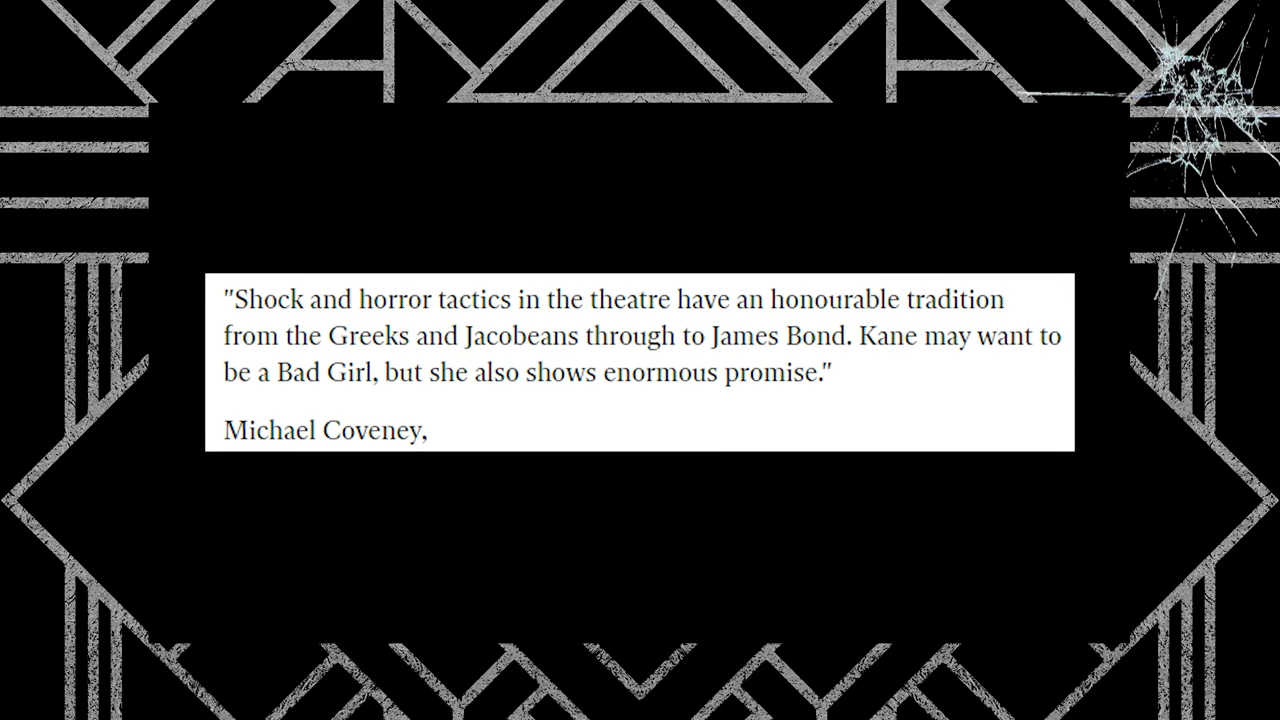 "Shock and horror tactics in the theatre have an honourable tradition
from the Greeks and Jacobeans through to James Bond. Kane may want to
be a Bad Girl, but she also shows enormous promise."
Michael Coveney,